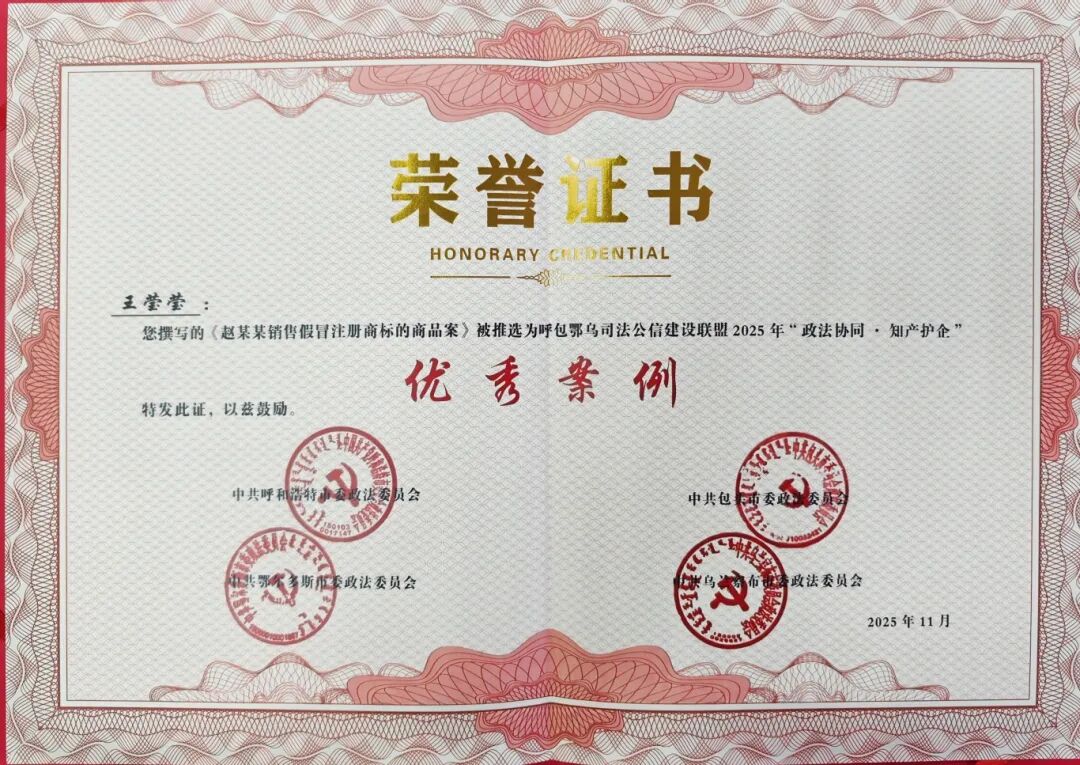 荣誉证书
HONORARY CREDENTIAL
王莹莹：
您撰写的《赵某某销售假冒注册商标的商品案》被推选为呼包鄂乌司法公信建设联盟2025年“政法协同·知产护企”
优秀案例
特发此证，以兹鼓励。
中共呼和浩特市委政法委员会
中共包头市委政法委员会
中共鄂尔多斯市委政法委员会
中共乌兰察布市委政法委员会
2025年11月